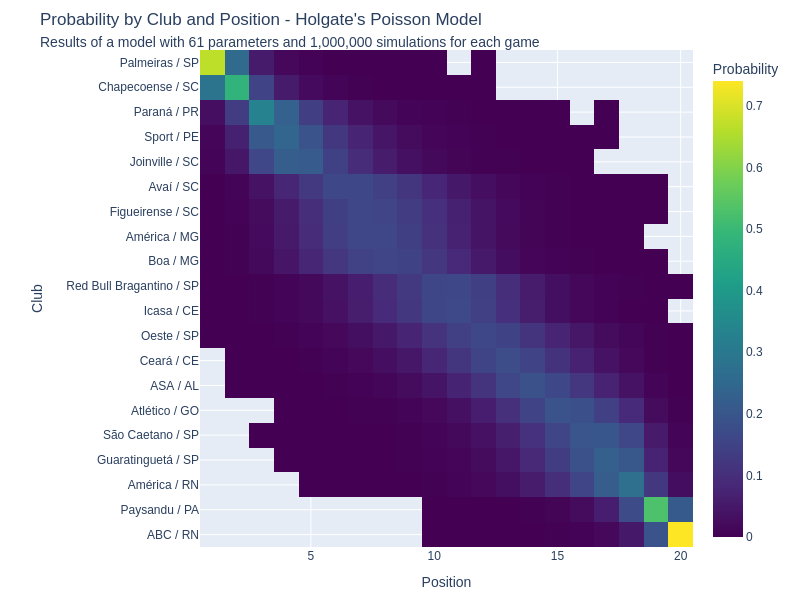 Probability by Club and Position - Holgate's Poisson Model
Results of a model with 61 parameters and 1,000,000 simulations for each game
Palmeiras / SP
Chapecoense / SC
Paraná / PR
Sport / PE
Joinville / SC
Avaí / SC
Figueirense / SC
América / MG
Boa / MG
Red Bull Bragantino / SP
Icasa / CE
Oeste / SP
Ceará / CE
ASA / AL
Atlético / GO
São Caetano / SP
Guaratinguetá / SP
América / RN
Paysandu / PA
ABC / RN
Club
5 10 15 20
Position
Probability
0.7
0.6
0.5
0.4
0.3
0.2
0.1
0